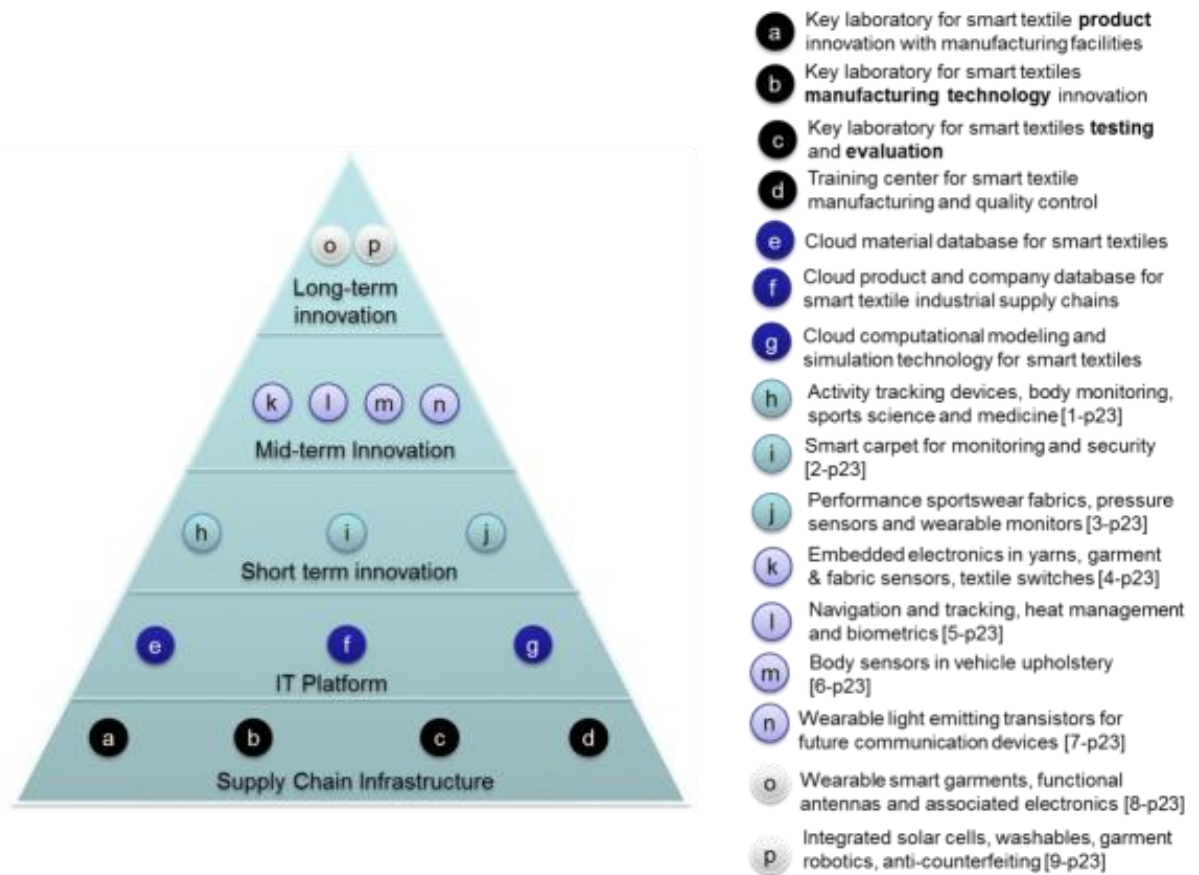 o p
Long-term
innovation
k l m n
Mid-term Innovation
h i j
Short term innovation
e f g
IT Platform
a b c d
Supply Chain Infrastructure
a Key laboratory for smart textile product
innovation with manufacturing facilities
b Key laboratory for smart textiles
manufacturing technology innovation
c Key laboratory for smart textiles testing
and evaluation
d Training center for smart textile
manufacturing and quality control
e Cloud material database for smart textiles
f Cloud product and company database for
smart textile industrial supply chains
g Cloud computational modeling and
simulation technology for smart textiles
h Activity tracking devices, body monitoring,
sports science and medicine [1-p23]
i Smart carpet for monitoring and security
[2-p23]
j Performance sportswear fabrics, pressure
sensors and wearable monitors [3-p23]
k Embedded electronics in yarns, garment
& fabric sensors, textile switches [4-p23]
l Navigation and tracking, heat management
and biometrics [5-p23]
m Body sensors in vehicle upholstery
[6-p23]
n Wearable light emitting transistors for
future communication devices [7-p23]
o Wearable smart garments, functional
antennas and associated electronics [8-p23]
p Integrated solar cells, washables, garment
robotics, anti-counterfeiting [9-p23]